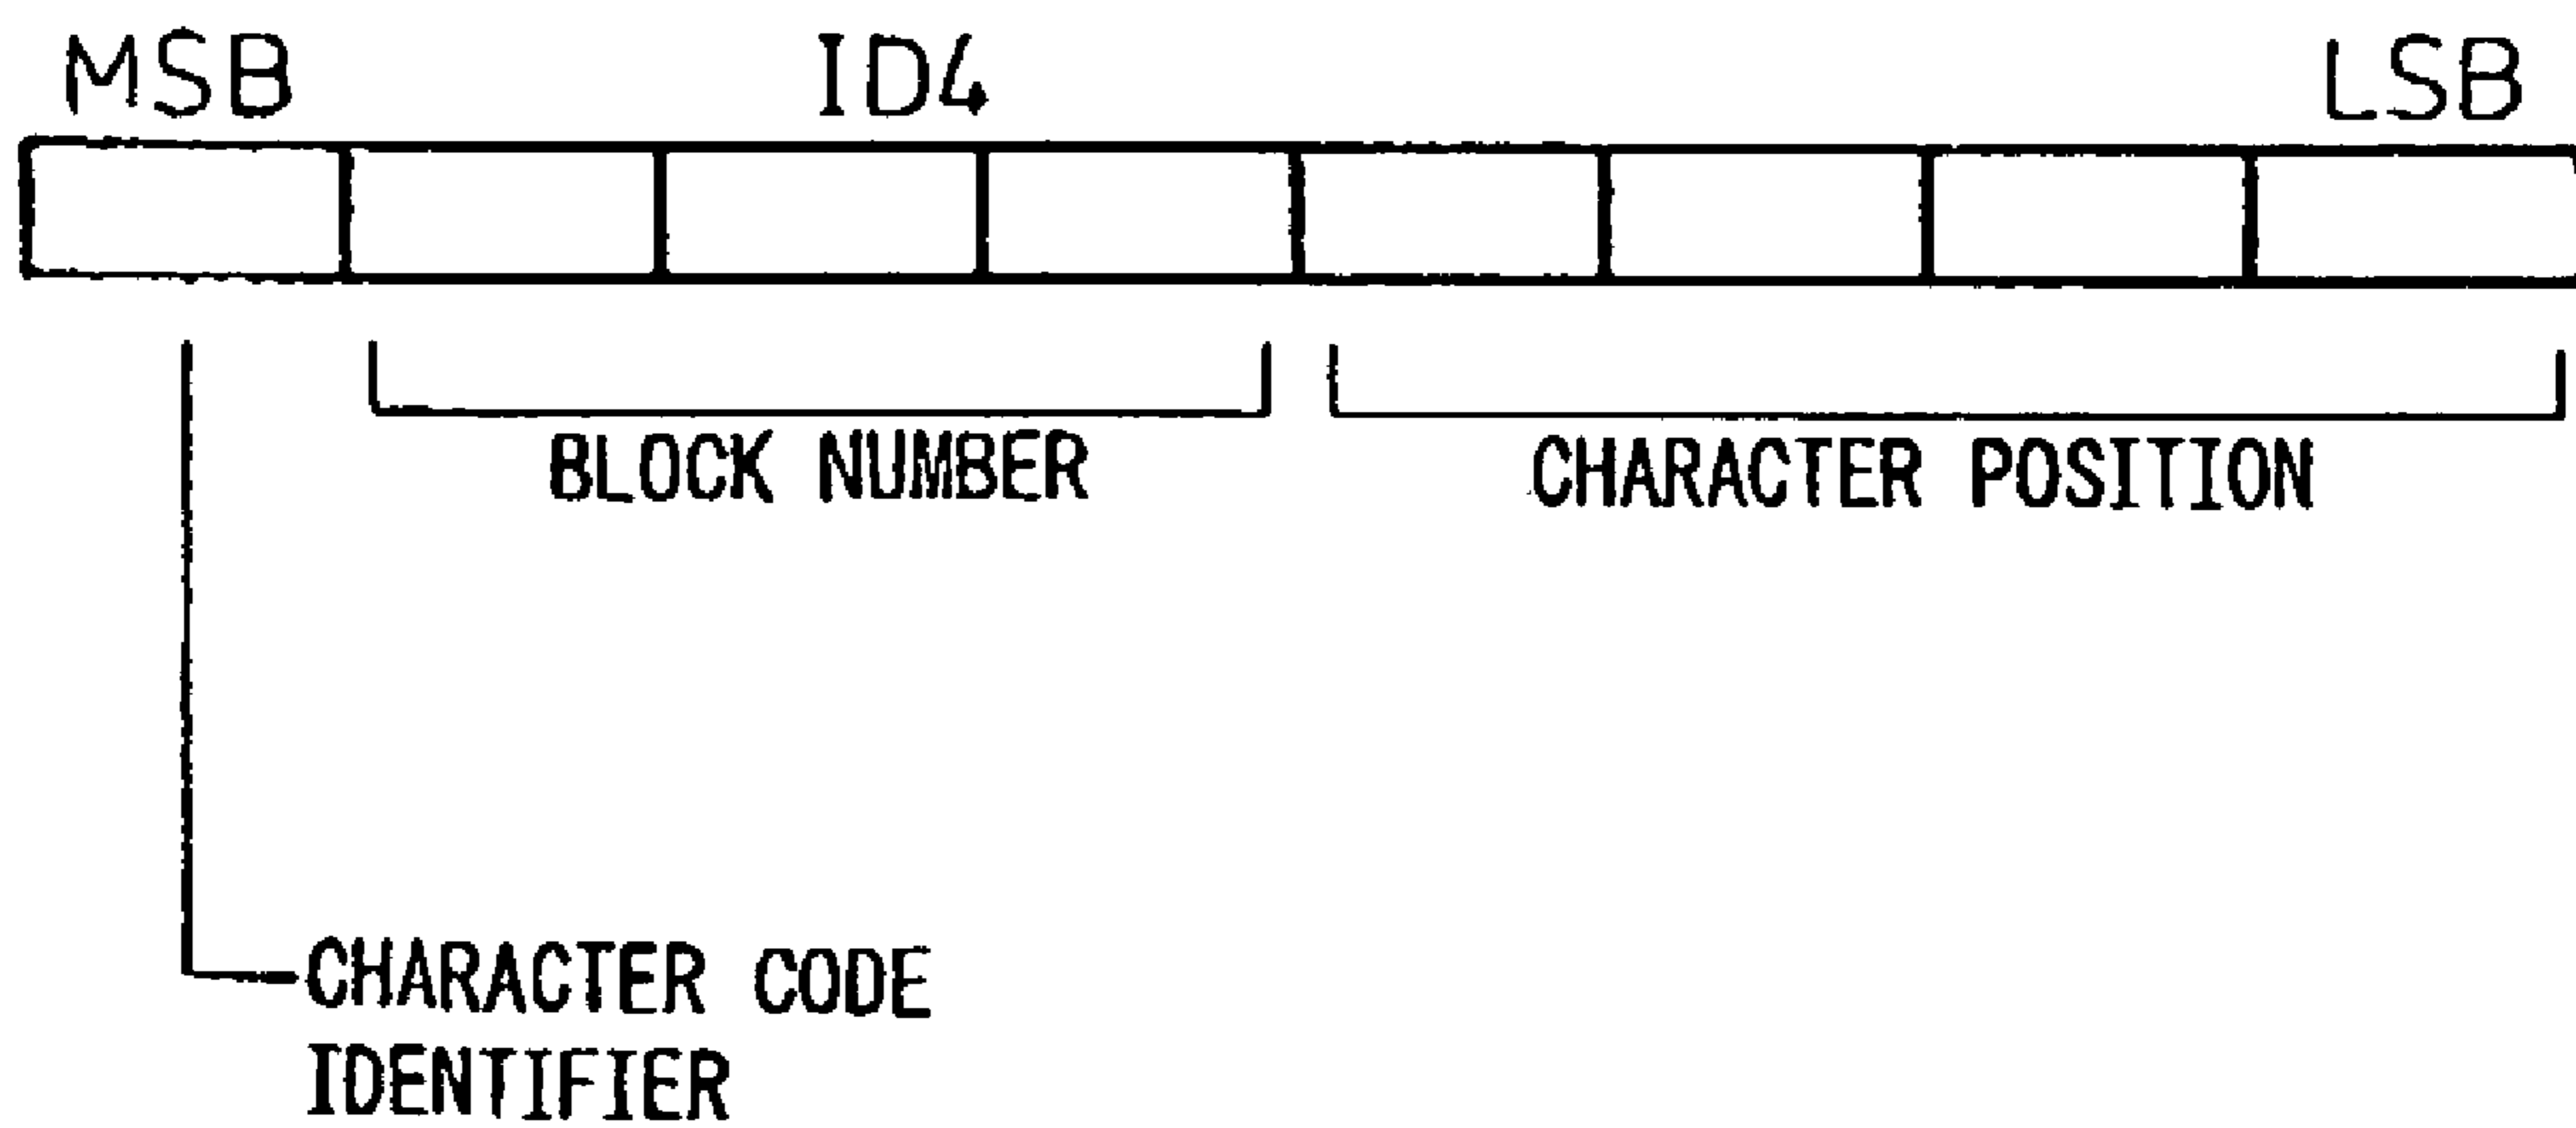 MSB ID4 LSB
BLOCK NUMBER CHARACTER POSITION
CHARACTER CODE
IDENTIFIER